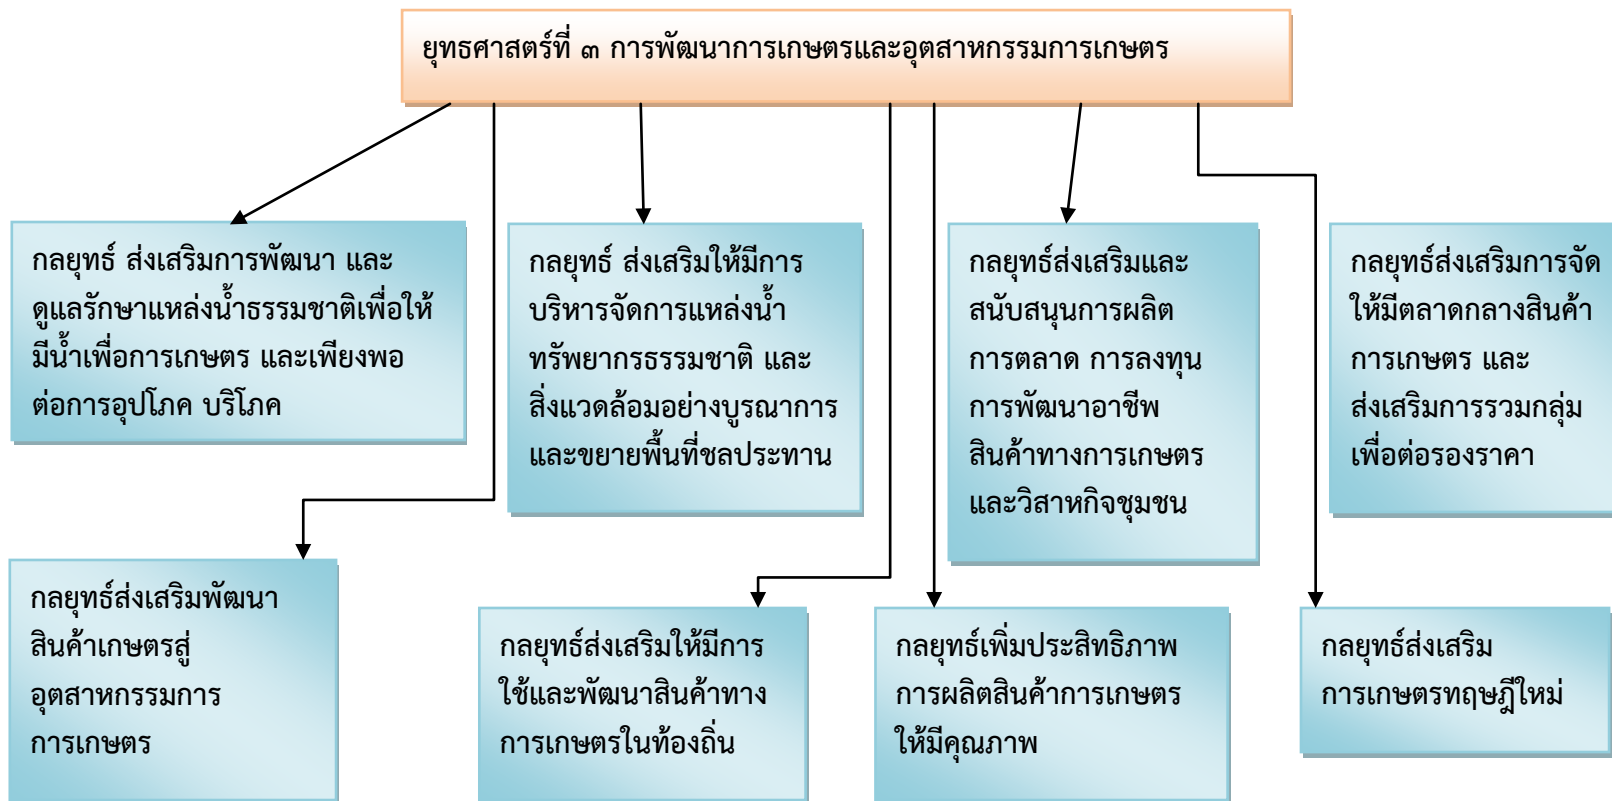 ยุทธศาสตร์ที่ ๓ การพัฒนาการเกษตรและอุตสาหกรรมการเกษตร
กลยุทธ์ ส่งเสริมการพัฒนา และ
ดูแลรักษาแหล่งน้ำธรรมชาติเพื่อให้
มีน้ำเพื่อการเกษตร และเพียงพอ
ต่อการอุปโภค บริโภค
กลยุทธ์ ส่งเสริมให้มีการ
บริหารจัดการแหล่งน้ำ
ทรัพยากรธรรมชาติ และ
สิ่งแวดล้อมอย่างบูรณาการ
และขยายพื้นที่ชลประทาน
กลยุทธ์ส่งเสริมและ
สนับสนุนการผลิต
การตลาด การลงทุน
การพัฒนาอาชีพ
สินค้าทางการเกษตร
และวิสาหกิจชุมชน
กลยุทธ์ส่งเสริมการจัด
ให้มีตลาดกลางสินค้า
การเกษตร และ
ส่งเสริมการรวมกลุ่ม
เพื่อต่อรองราคา
กลยุทธ์ส่งเสริมพัฒนา
สินค้าเกษตรสู่
อุตสาหกรรมการ
การเกษตร
กลยุทธ์ส่งเสริมให้มีการ
ใช้และพัฒนาสินค้าทาง
การเกษตรในท้องถิ่น
กลยุทธ์เพิ่มประสิทธิภาพ
การผลิตสินค้าการเกษตร
ให้มีคุณภาพ
กลยุทธ์ส่งเสริม
การเกษตรทฤษฎีใหม่